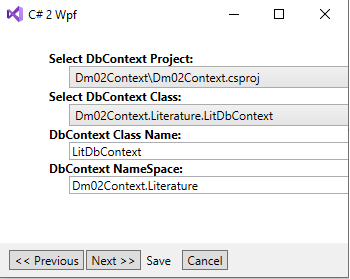 C# 2 Wpf
Select DbContext Project:
Dm02Context\Dm02Context.csproj
Select DbContext Class:
Dm02Context.Literature.LitDbContext
DbContext Class Name:
LitDbContext
DbContext NameSpace:
Dm02Context.Literature
<< Previous Next >> Save Cancel